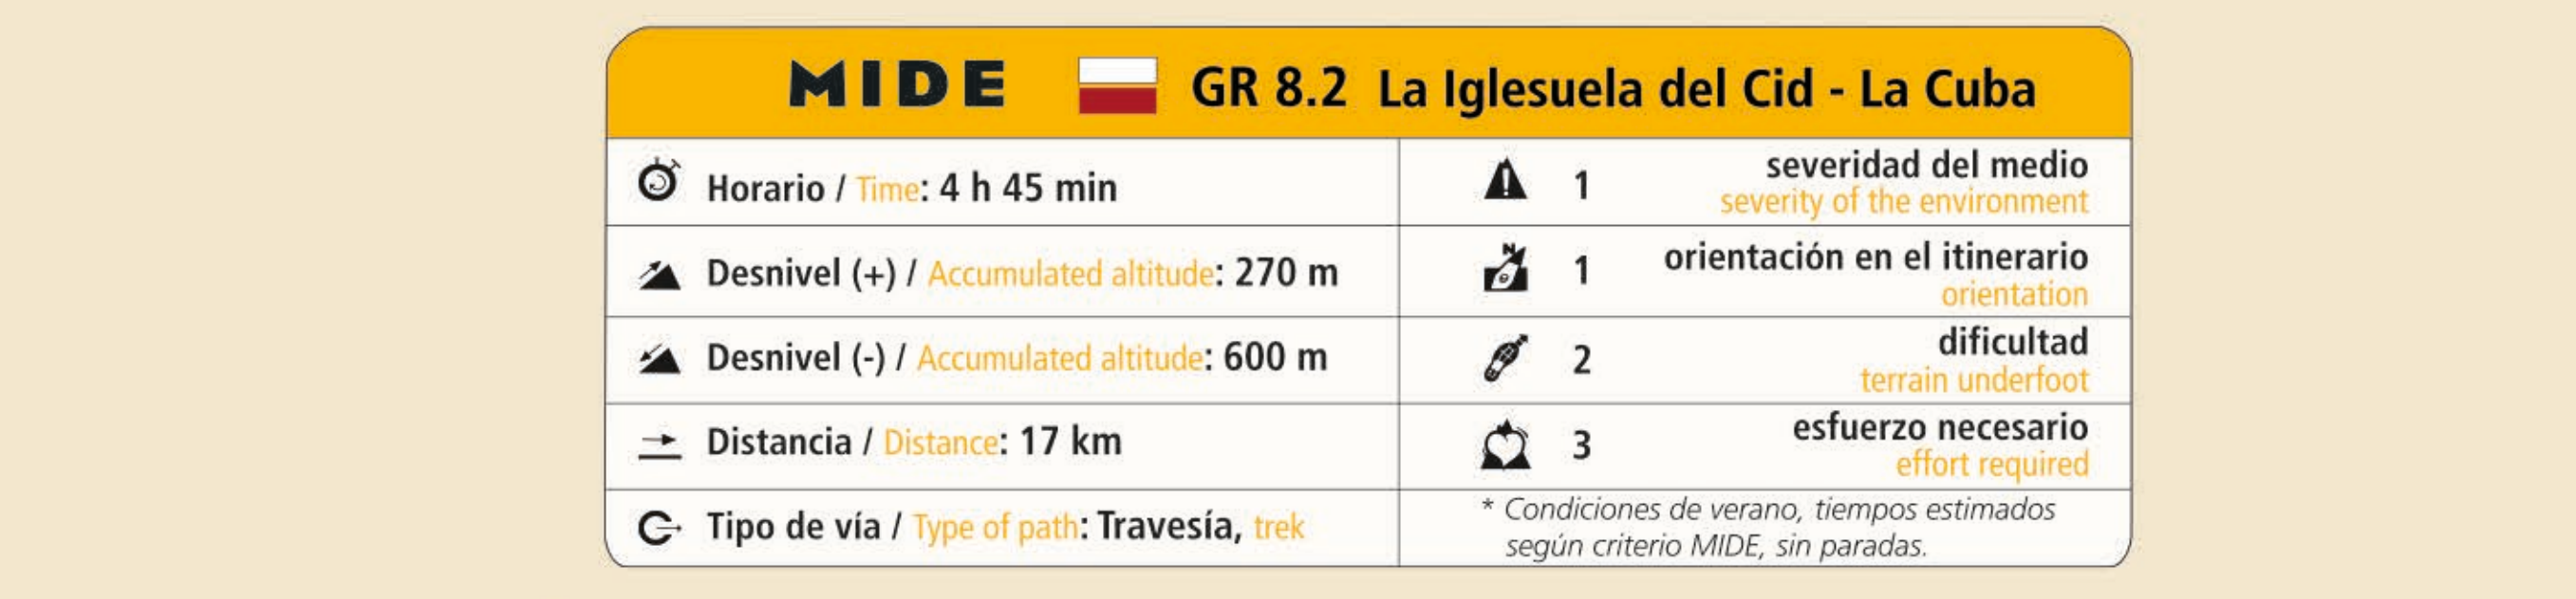 MIDE GR 8.2 La Iglesuela del Cid - La Cuba
Horario / Time: 4 h 45 min
Desnivel (+) / Accumulated altitude: 270 m
Desnivel (-) / Accumulated altitude: 600 m
Distancia / Distance: 17 km
Tipo de vía / Type of path: Travesía, trek
1 severidad del medio
severity of the environment
N
1 orientación en el itinerario
orientation
2 dificultad
terrain underfoot
3 esfuerzo necesario
effort required
* Condiciones de verano, tiempos estimados
según criterio MIDE, sin paradas.